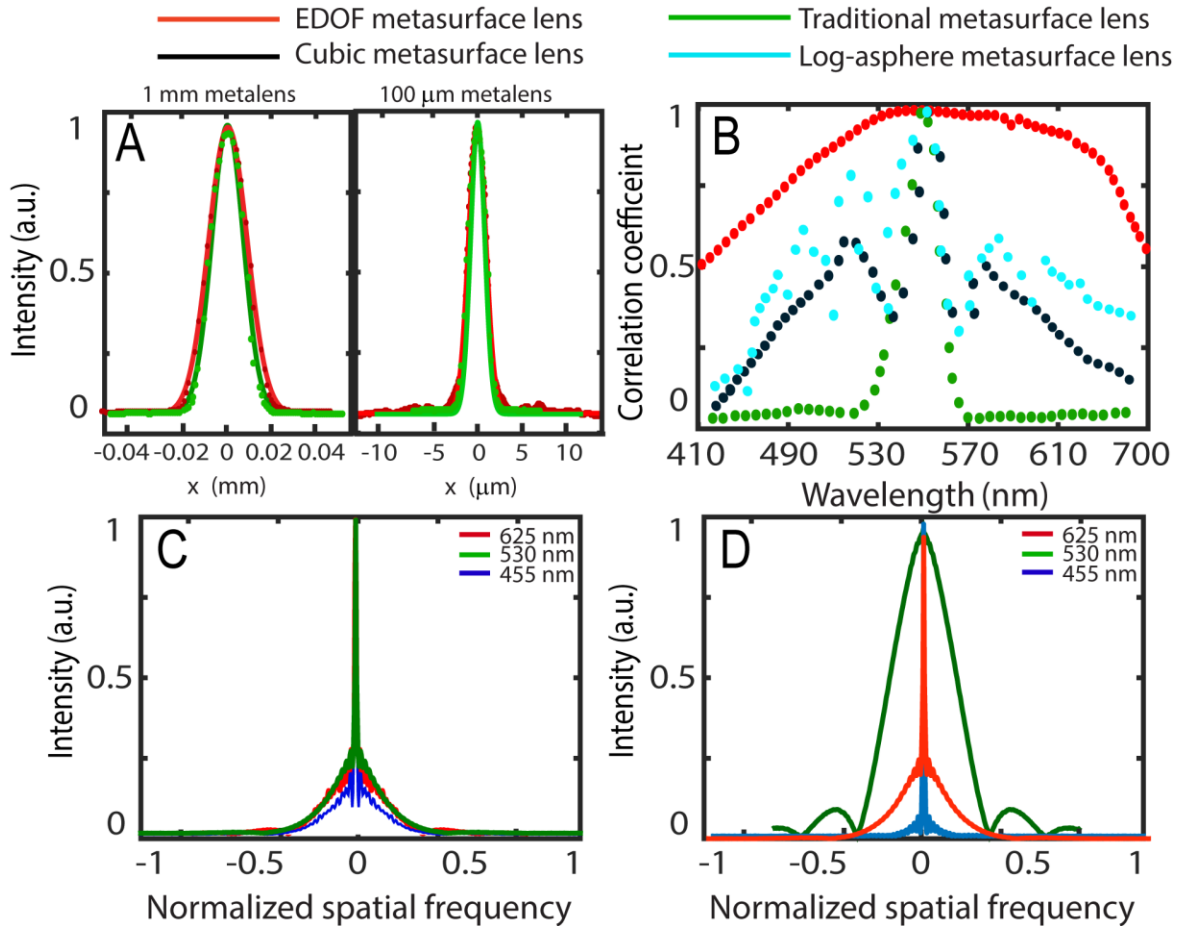 EDOF metasurface lens
Cubic metasurface lens
Traditional metasurface lens
Log-asphere metasurface lens
1 mm metalens
100 μm metalens
A
Intensity (a.u.)
1
0.5
0
-0.04 -0.02 0 0.02 0.04
x (mm)
-10 -5 0 5 10
x (μm)
B
Correlation coefficeint
1
0.5
0
410 490 530 570 610 700
Wavelength (nm)
C
625 nm
530 nm
455 nm
Intensity (a.u.)
1
0.5
0
-1 -0.5 0 0.5 1
Normalized spatial frequency
D
625 nm
530 nm
455 nm
Intensity (a.u.)
1
0.5
0
-1 -0.5 0 0.5 1
Normalized spatial frequency